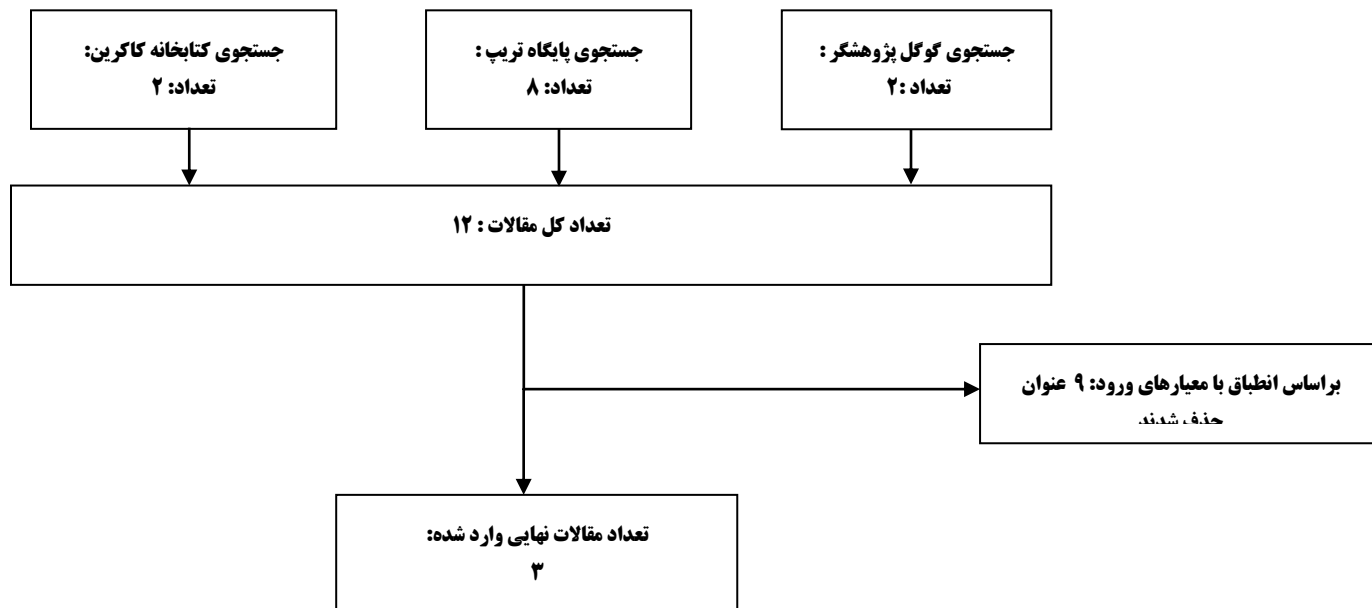 جستجوی گوگل پژوهشگر :
تعداد :۲
جستجوی پایگاه تریپ :
تعداد: ۸
جستجوی کتابخانه کاکرین:
تعداد: ۲
تعداد کل مقالات : ۱۲
براساس انطباق با معیارهای ورود: ۹ عنوان
حذف شدند
تعداد مقالات نهایی وارد شده:
۳